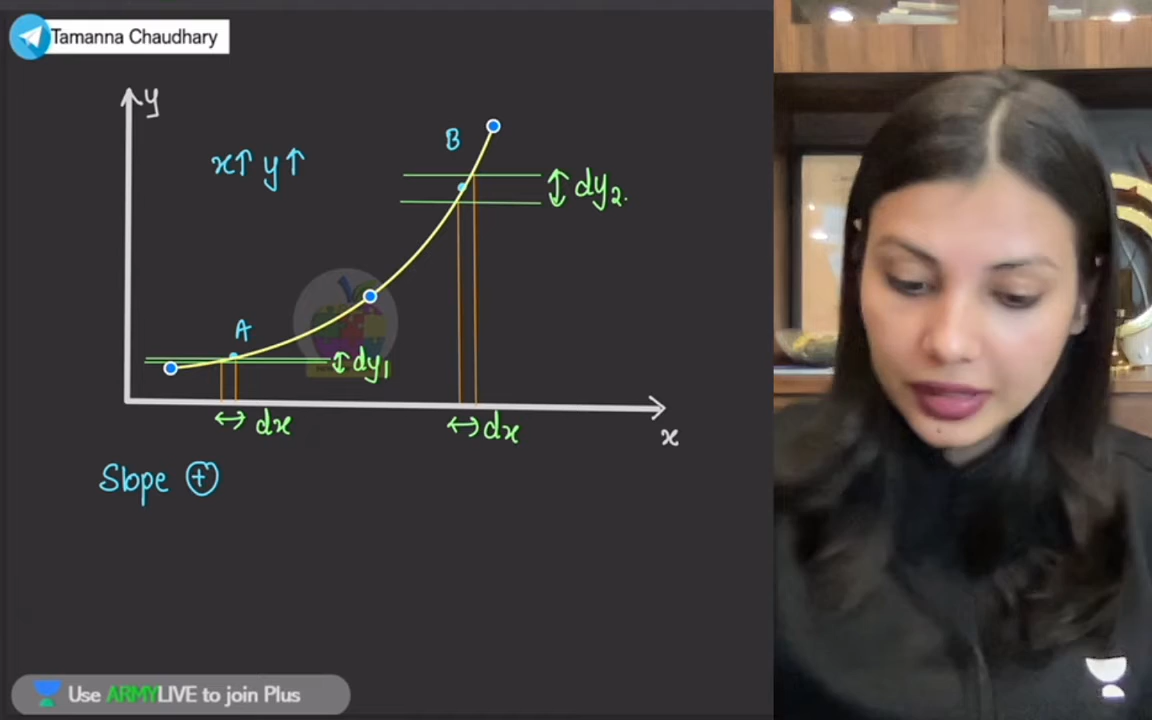 Tamanna Chaudhary
y
x↑ y↑
B
dy₂.
A
dy₁
dx
dx
x
Slope ⊕
Use ARMYLIVE to join Plus